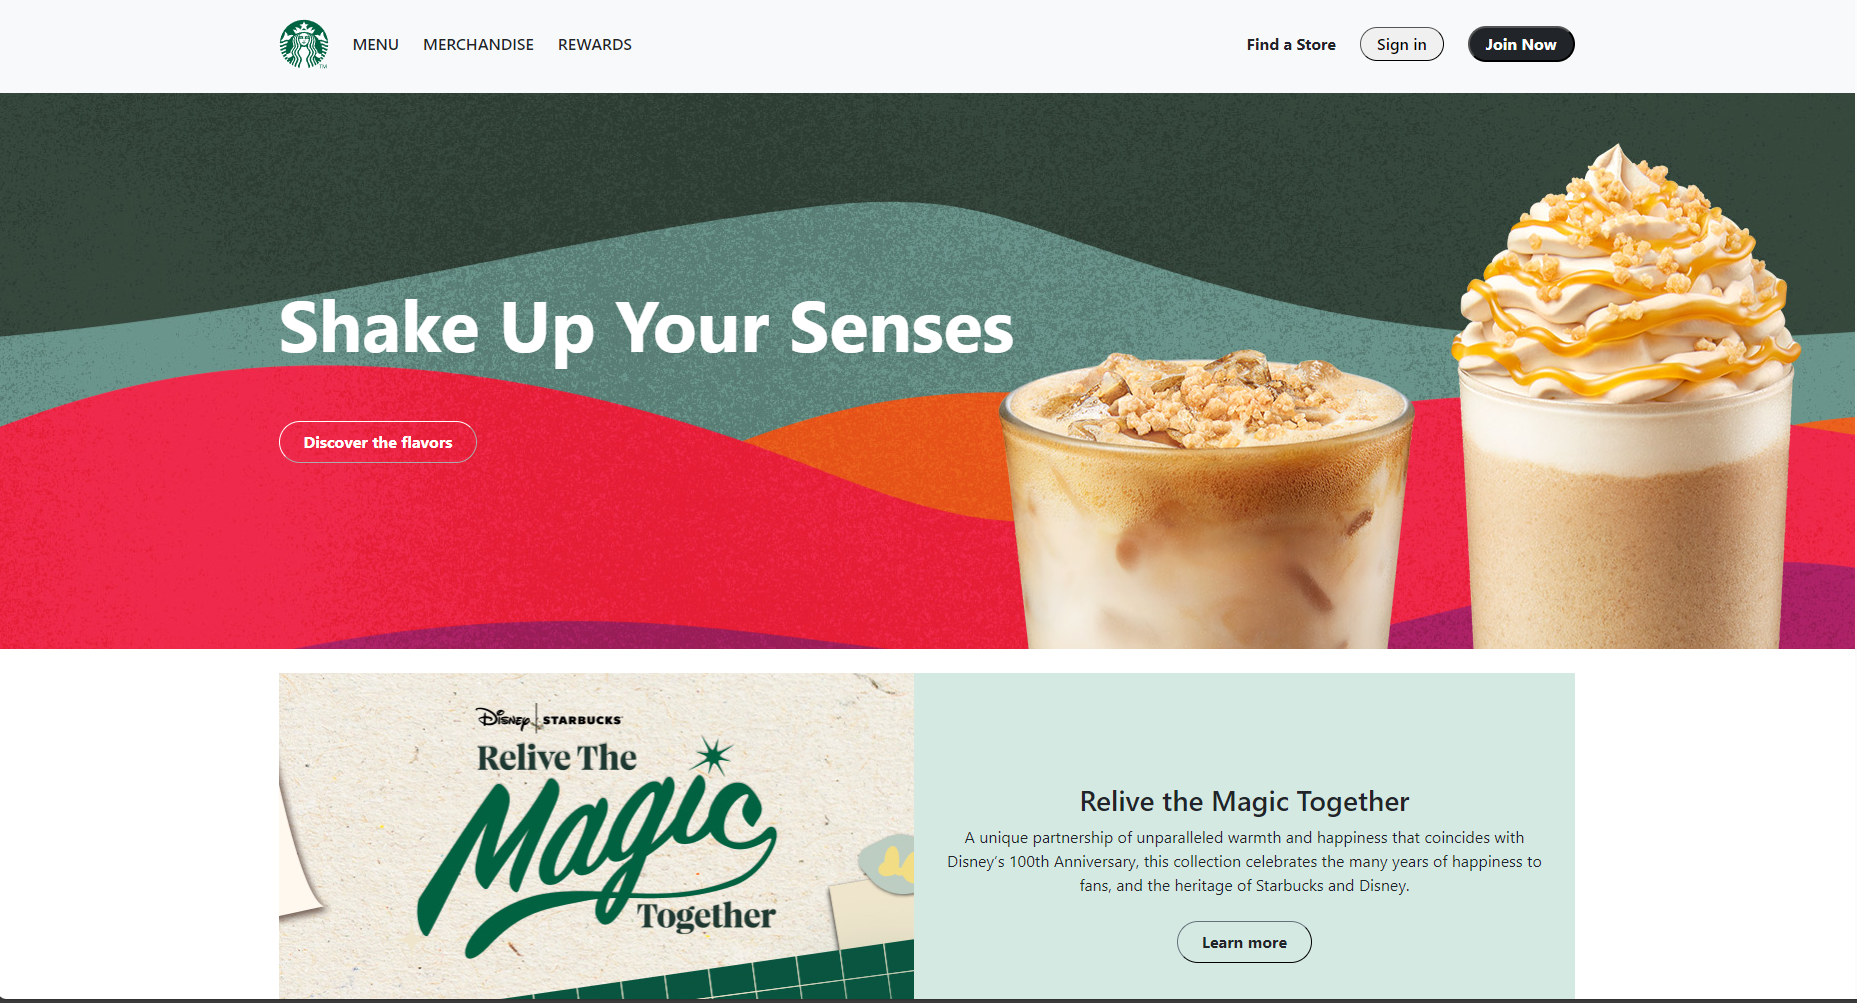 MENU MERCHANDISE REWARDS Find a Store Sign in Join Now
TM
Shake Up Your Senses
Discover the flavors
Disney | STARBUCKS
Relive The
Magic
Together
Relive the Magic Together
A unique partnership of unparalleled warmth and happiness that coincides with
Disney’s 100th Anniversary, this collection celebrates the many years of happiness to
fans, and the heritage of Starbucks and Disney.
Learn more